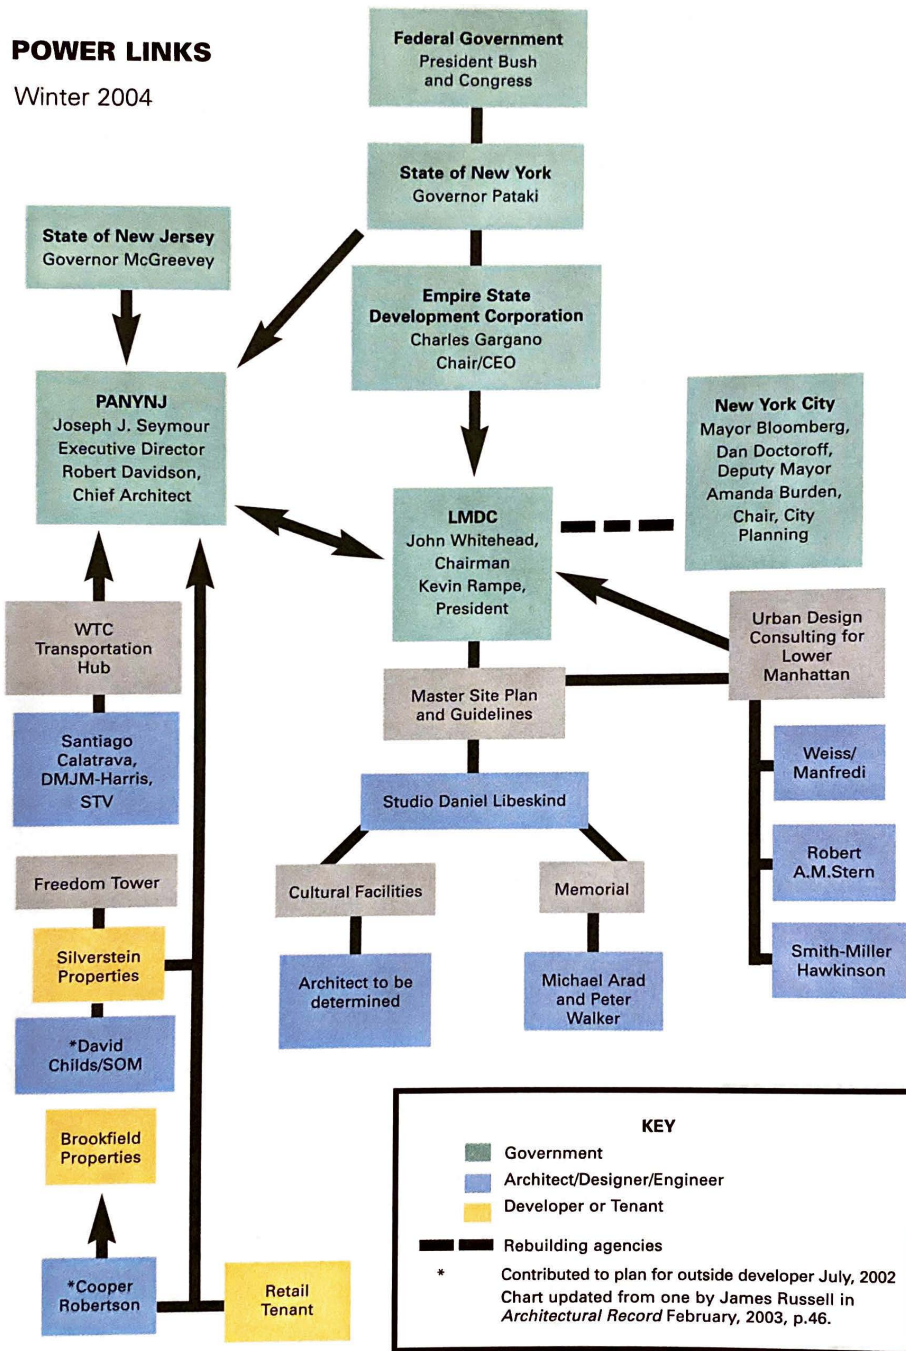 POWER LINKS
Winter 2004
Federal Government
President Bush
and Congress
State of New York
Governor Pataki
State of New Jersey
Governor McGreevey
Empire State
Development Corporation
Charles Gargano
Chair/CEO
PANYNJ
Joseph J. Seymour
Executive Director
Robert Davidson,
Chief Architect
New York City
Mayor Bloomberg,
Dan Doctoroff,
Deputy Mayor
Amanda Burden,
Chair, City
Planning
LMDC
John Whitehead,
Chairman
Kevin Rampe,
President
WTC
Transportation
Hub
Urban Design
Consulting for
Lower
Manhattan
Master Site Plan
and Guidelines
Santiago
Calatrava,
DMJM-Harris,
STV
Weiss/
Manfredi
Studio Daniel Libeskind
Robert
A.M.Stern
Freedom Tower
Cultural Facilities
Memorial
Silverstein
Properties
Smith-Miller
Hawkinson
Architect to be
determined
Michael Arad
and Peter
Walker
*David
Childs/SOM
Brookfield
Properties
*Cooper
Robertson
Retail
Tenant
KEY
Government
Architect/Designer/Engineer
Developer or Tenant
Rebuilding agencies
* Contributed to plan for outside developer July, 2002
Chart updated from one by James Russell in
Architectural Record February, 2003, p.46.